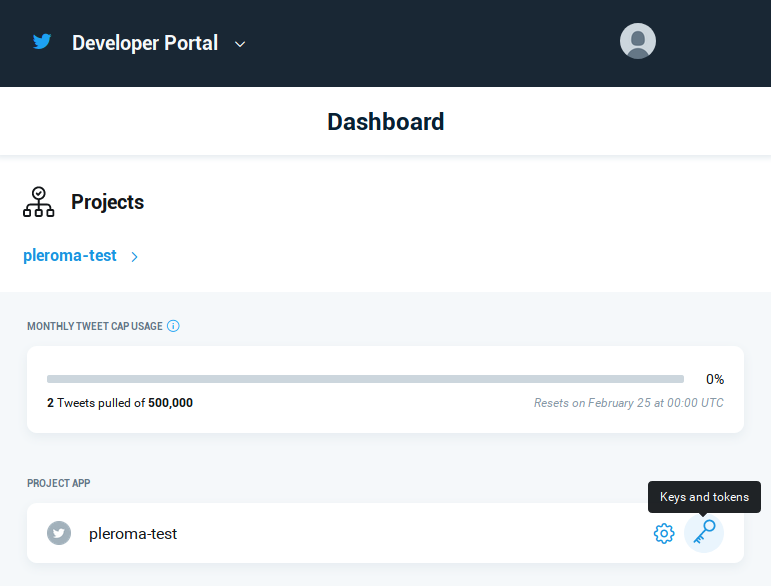 Developer Portal
Dashboard
Projects
pleroma-test
MONTHLY TWEET CAP USAGE
0%
2 Tweets pulled of 500,000
Resets on February 25 at 00:00 UTC
PROJECT APP
Keys and tokens
pleroma-test